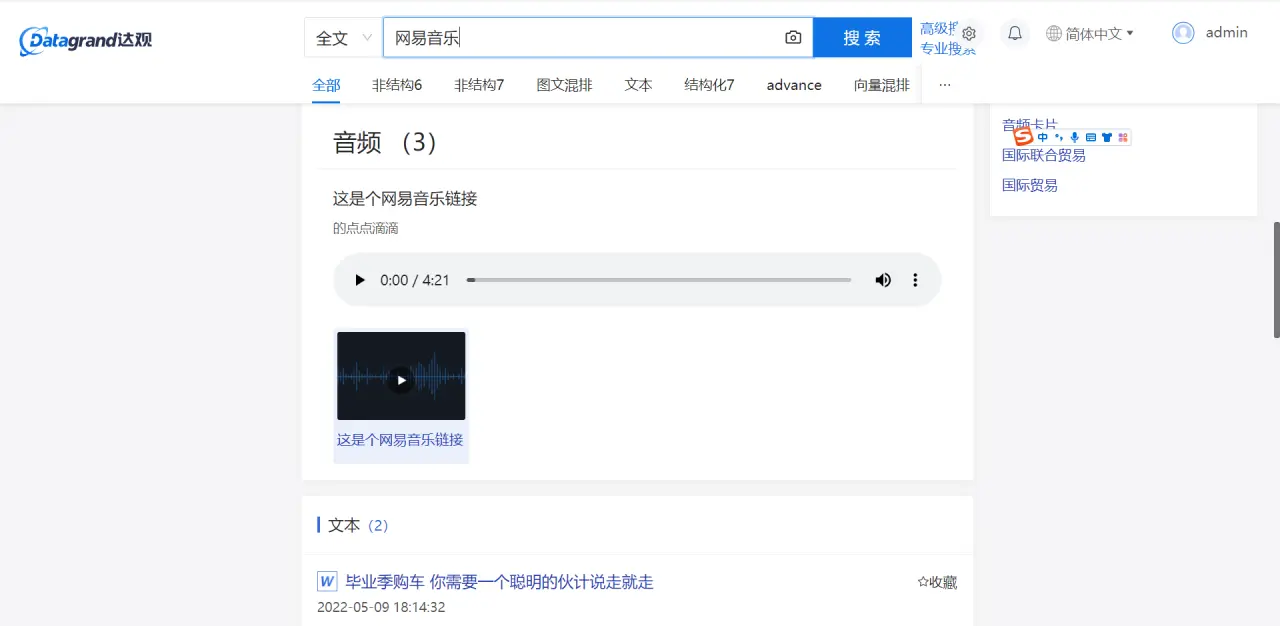 Datagrand达观
全文
网易音乐
搜 索
高级搜
专业搜索
简体中文
admin
全部
非结构6
非结构7
图文混排
文本
结构化7
advance
向量混排
...
音频 （3）
这是个网易音乐链接
的点点滴滴
0:00 / 4:21
这是个网易音乐链接
音频卡片
中
国际联合贸易
国际贸易
文本（2）
W 毕业季购车 你需要一个聪明的伙计说走就走
☆收藏
2022-05-09 18:14:32